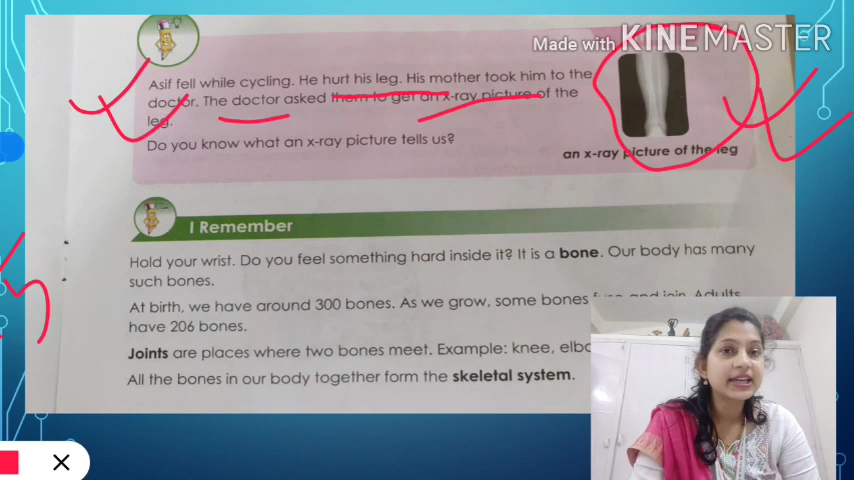 Made with KINEMASTER
Asif fell while cycling. He hurt his leg. His mother took him to the
doctor. The doctor asked them to get an x-ray picture of the
leg.
Do you know what an x-ray picture tells us?
an x-ray picture of the leg
I Remember
Hold your wrist. Do you feel something hard inside it? It is a bone. Our body has many
such bones.
At birth, we have around 300 bones. As we grow, some bones fuse and join. Adults
have 206 bones.
Joints are places where two bones meet. Example: knee,
All the bones in our body together form the skeletal system.